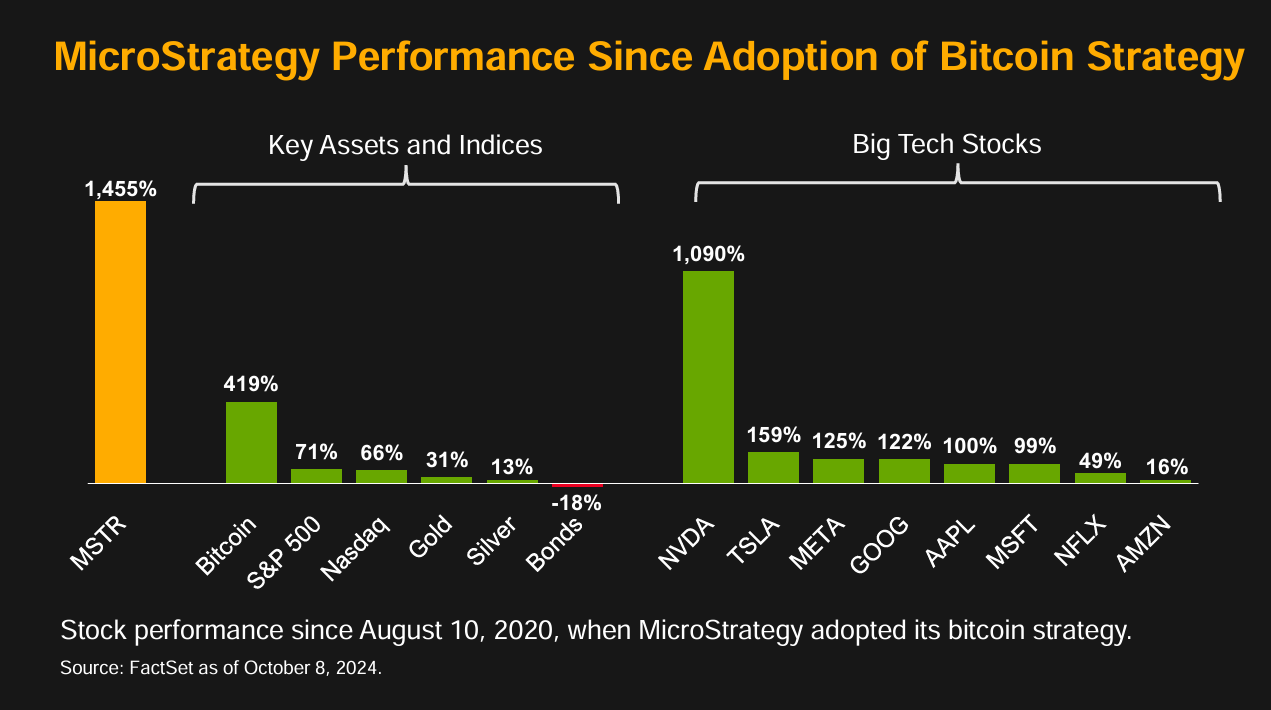 MicroStrategy Performance Since Adoption of Bitcoin Strategy
Key Assets and Indices
Big Tech Stocks
1,455%
419%
71%
66%
31%
13%
-18%
1,090%
159%
125%
122%
100%
99%
49%
16%
MSTR
Bitcoin
S&P 500
Nasdaq
Gold
Silver
Bonds
NVDA
TSLA
META
GOOG
AAPL
MSFT
NFLX
AMZN
Stock performance since August 10, 2020, when MicroStrategy adopted its bitcoin strategy.
Source: FactSet as of October 8, 2024.